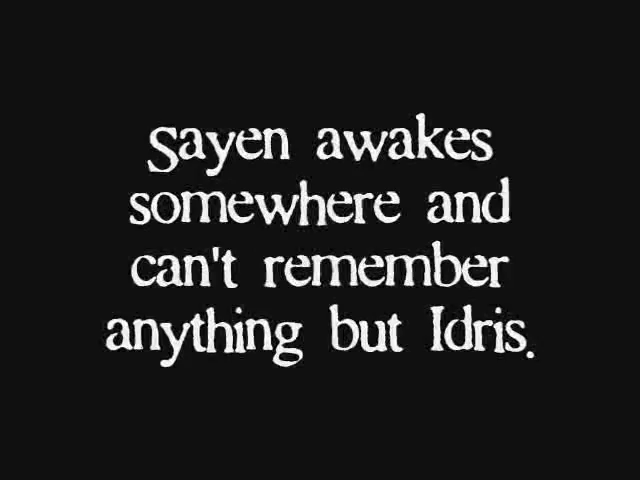 Sayen awakes
somewhere and
can't remember
anything but Idris.